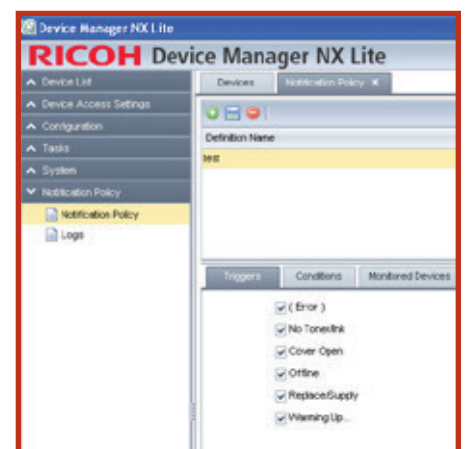 Device Manager NX Lite
RICOH Device Manager NX Lite
Device List
Device Access Settings
Configuration
Tasks
System
Notification Policy
Notification Policy
Logs
Devices
Notification Policy
Definition Name
test
Triggers
Conditions
Monitored Devices
( Error )
No Toner/Ink
Cover Open
Offline
Replace/Supply
Warming Up...